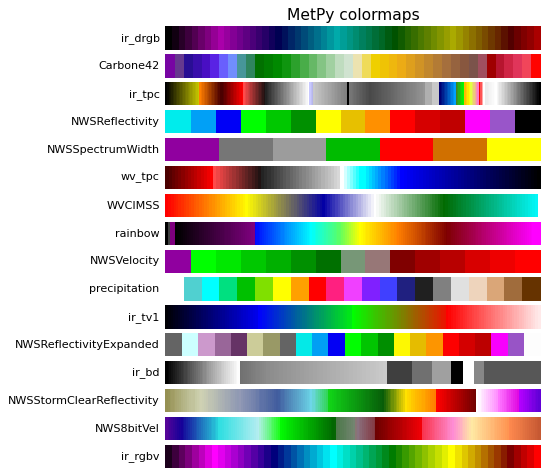 MetPy colormaps
ir_drgb
Carbone42
ir_tpc
NWSReflectivity
NWSSpectrumWidth
wv_tpc
WVCIMSS
rainbow
NWSVelocity
precipitation
ir_tv1
NWSReflectivityExpanded
ir_bd
NWSStormClearReflectivity
NWS8bitVel
ir_rgbv